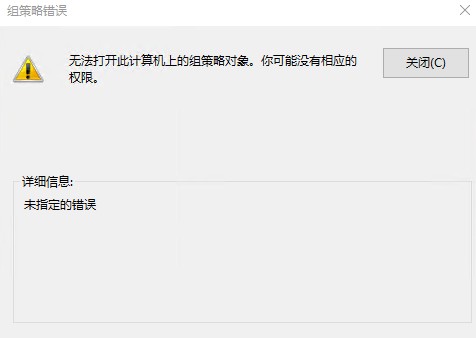 组策略错误
无法打开此计算机上的组策略对象。你可能没有相应的
权限。
关闭(C)
详细信息:
未指定的错误